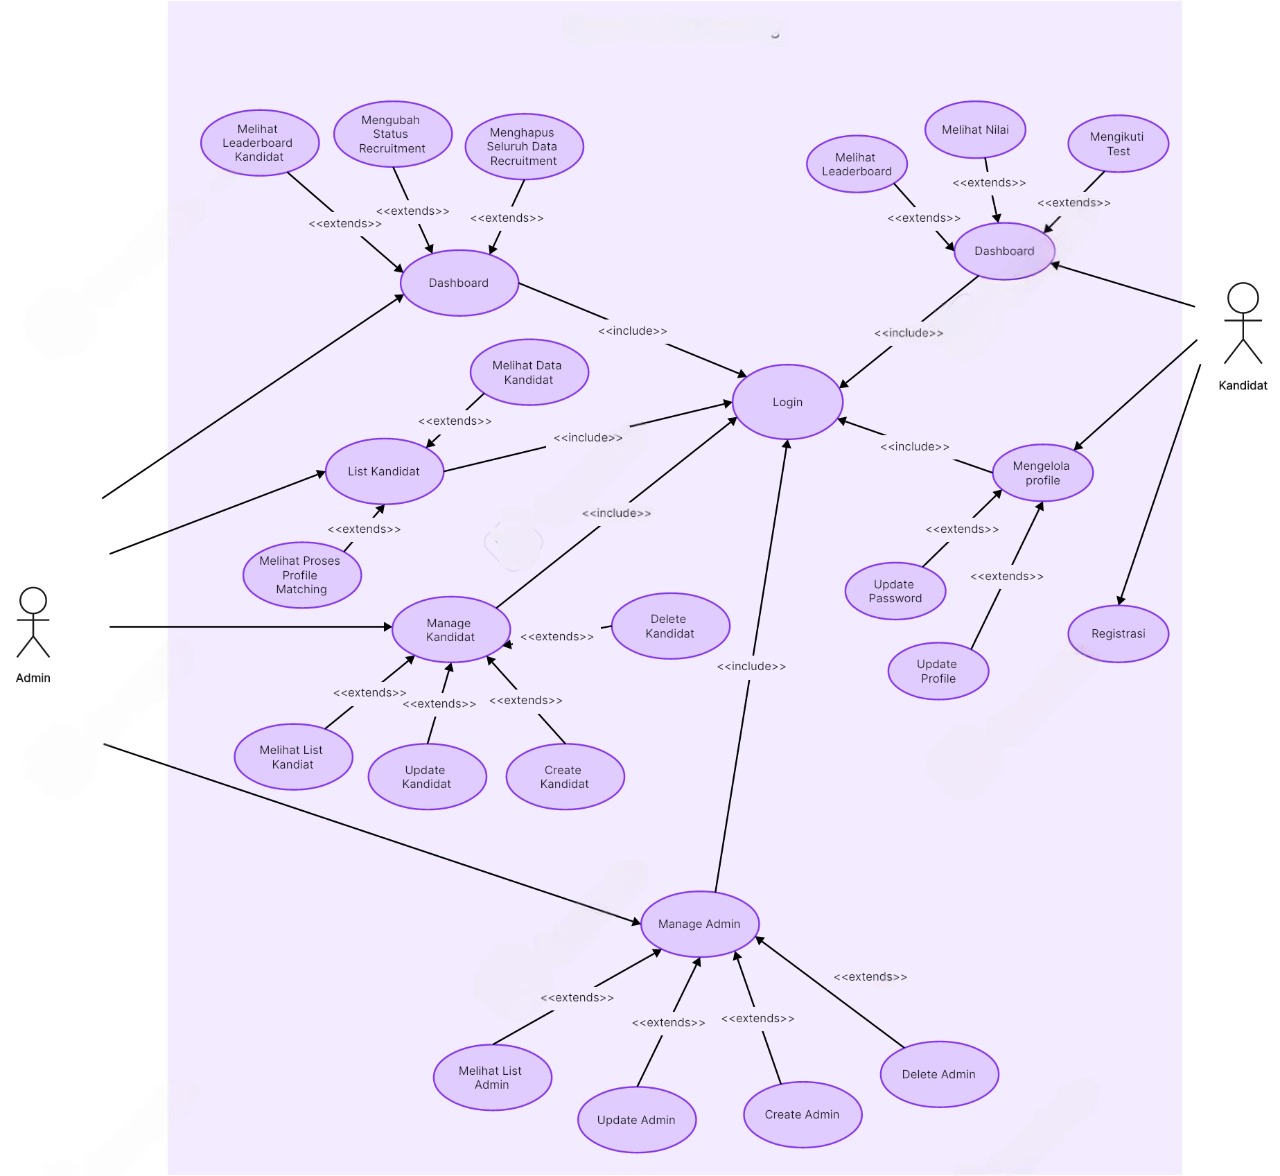 Melihat
Leaderboard
Kandidat
Mengubah
Status
Recruitment
Menghapus
Seluruh Data
Recruitment
<<extends>>
<<extends>>
<<extends>>
Dashboard
Melihat
Leaderboard
Melihat Nilai
Mengikuti
Test
<<extends>>
<<extends>>
<<extends>>
Dashboard
<<include>>
<<include>>
Kandidat
Melihat Data
Kandidat
<<extends>>
List Kandidat
<<include>>
Login
<<extends>>
Melihat Proses
Profile
Matching
<<include>>
<<include>>
Mengelola
profile
<<extends>>
<<extends>>
Update
Password
Update
Profile
Registrasi
Admin
Manage
Kandidat
<<extends>>
Delete
Kandidat
<<extends>>
<<extends>>
<<extends>>
<<include>>
Melihat List
Kandiat
Update
Kandidat
Create
Kandidat
Manage Admin
<<extends>>
<<extends>>
<<extends>>
<<extends>>
Melihat List
Admin
Update Admin
Create Admin
Delete Admin